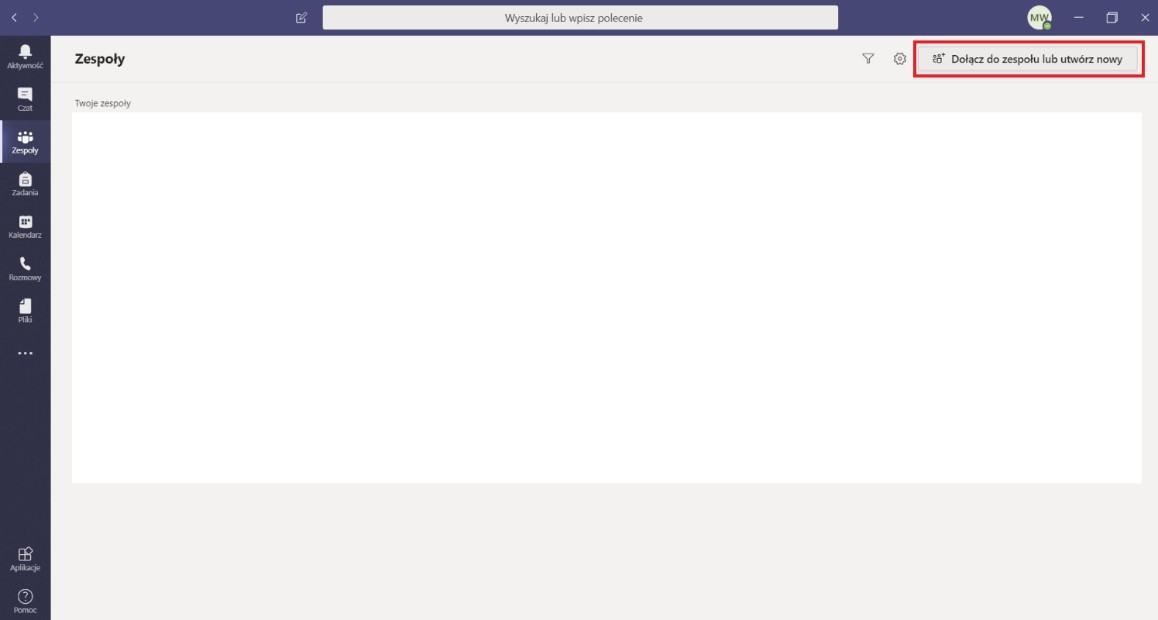 Wyszukaj lub wpisz polecenie
MW
Aktywność
Zespoły
Dołącz do zespołu lub utwórz nowy
Czat
Twoje zespoły
Zespoły
Zadania
Kalendarz
Rozmowy
Pliki
Aplikacje
Pomoc